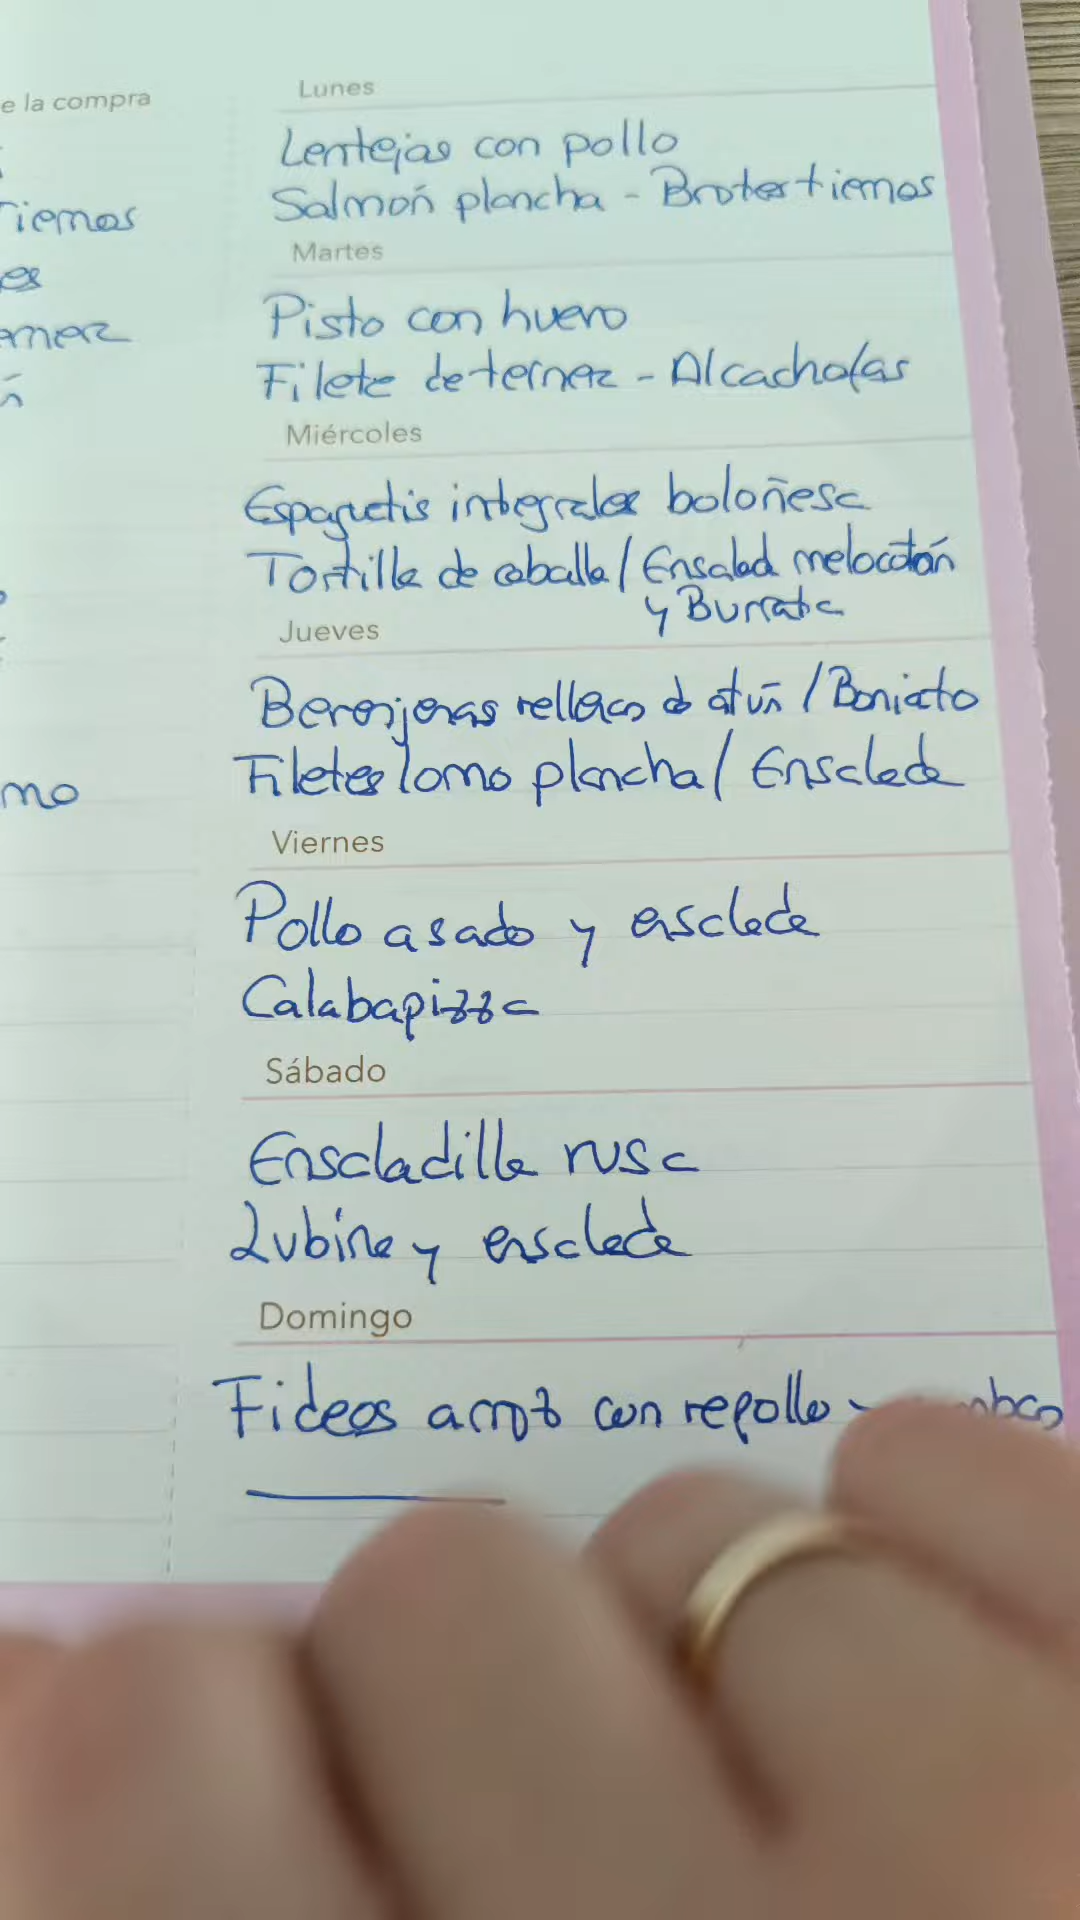 e la compra
Lunes
Lentejas con pollo
Salmón plancha - Brotes tiernos
Martes
Pisto con huevo
Filete de ternera - Alcachofas
Miércoles
Espaguetis integrales boloñesa
Tortilla de caballa / Ensalad melocotón
y Burrata
Jueves
Berenjenas rellenas de atún / Boniato
Filetes lomo plancha / Ensalada
Viernes
Pollo asado y ensalada
Calabapizza
Sábado
Ensaladilla rusa
Lubina y ensalada
Domingo
Fideos arroz con repollo